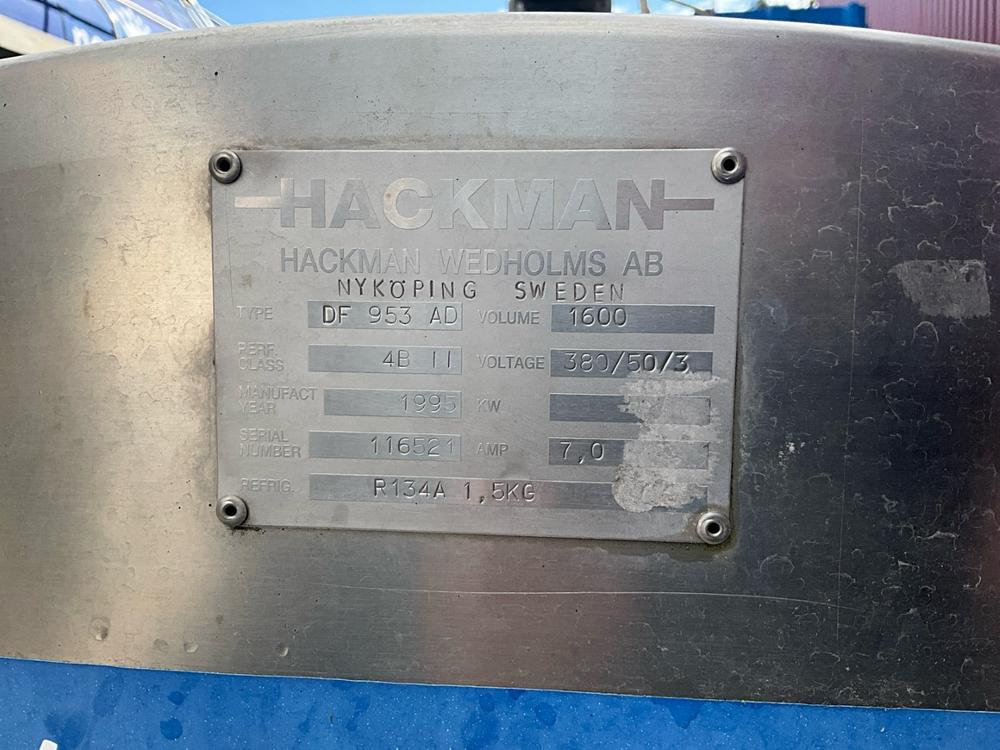 HACKMAN
HACKMAN WEDHOLMS AB
NYKÖPING SWEDEN
TYPE DF 953 AD VOLUME 1600
PERF. CLASS 4B II VOLTAGE 380/50/3
MANUFACT YEAR 1995 KW
SERIAL NUMBER 116521 AMP 7,0
REFRIG. R134A 1,5KG